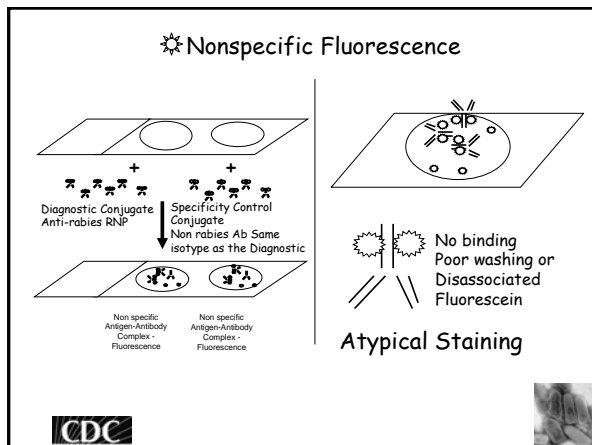 Nonspecific Fluorescence
+ +
Diagnostic Conjugate
Anti-rabies RNP
Specificity Control
Conjugate
Non rabies Ab Same
isotype as the Diagnostic
Non specific
Antigen-Antibody
Complex -
Fluorescence
Non specific
Antigen-Antibody
Complex -
Fluorescence
No binding
Poor washing or
Disassociated
Fluorescein
Atypical Staining
CDC